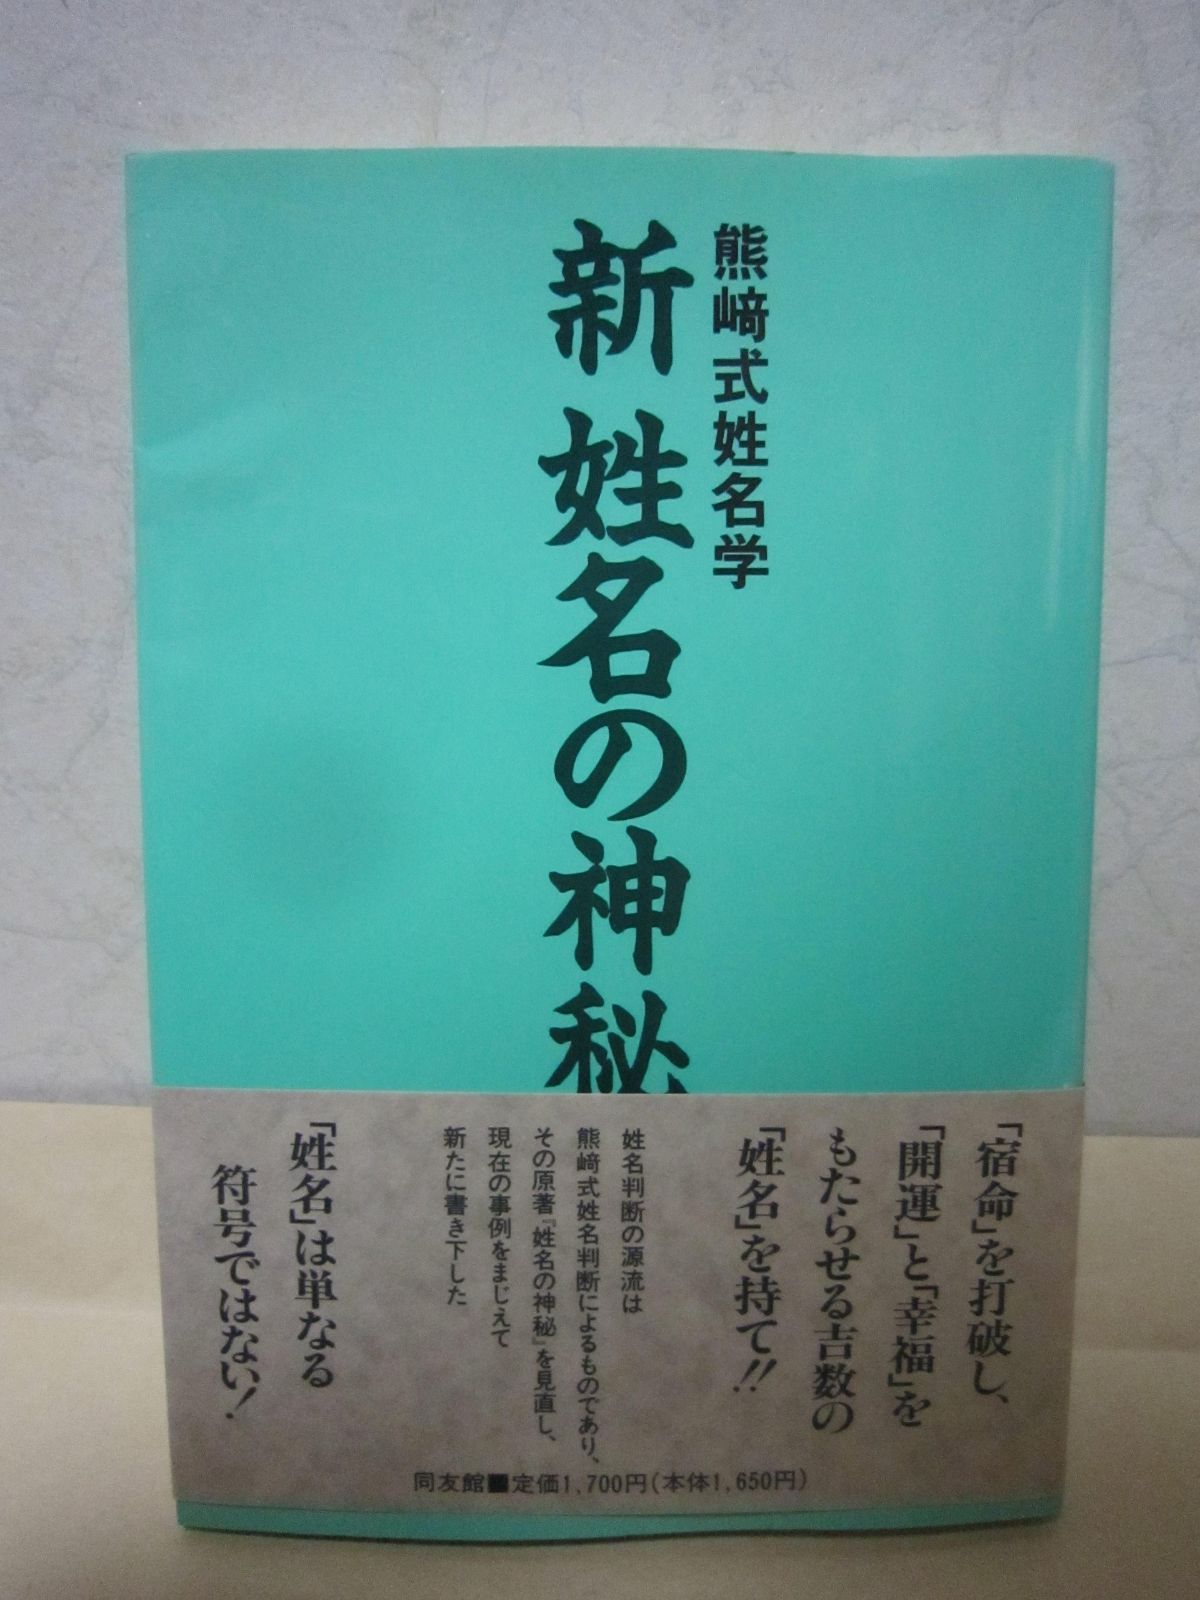 熊﨑式姓名学
新 姓名の神秘
「宿命」を打破し、
「開運」と「幸福」を
もたらせる吉数の
「姓名」を持て!!
姓名判断の源流は
熊﨑式姓名判断によるものであり、
その原著『姓名の神秘』を見直し、
現在の事例をまじえて
新たに書き下した
「姓名」は単なる
符号ではない!
同友館■定価1,700円(本体1,650円)